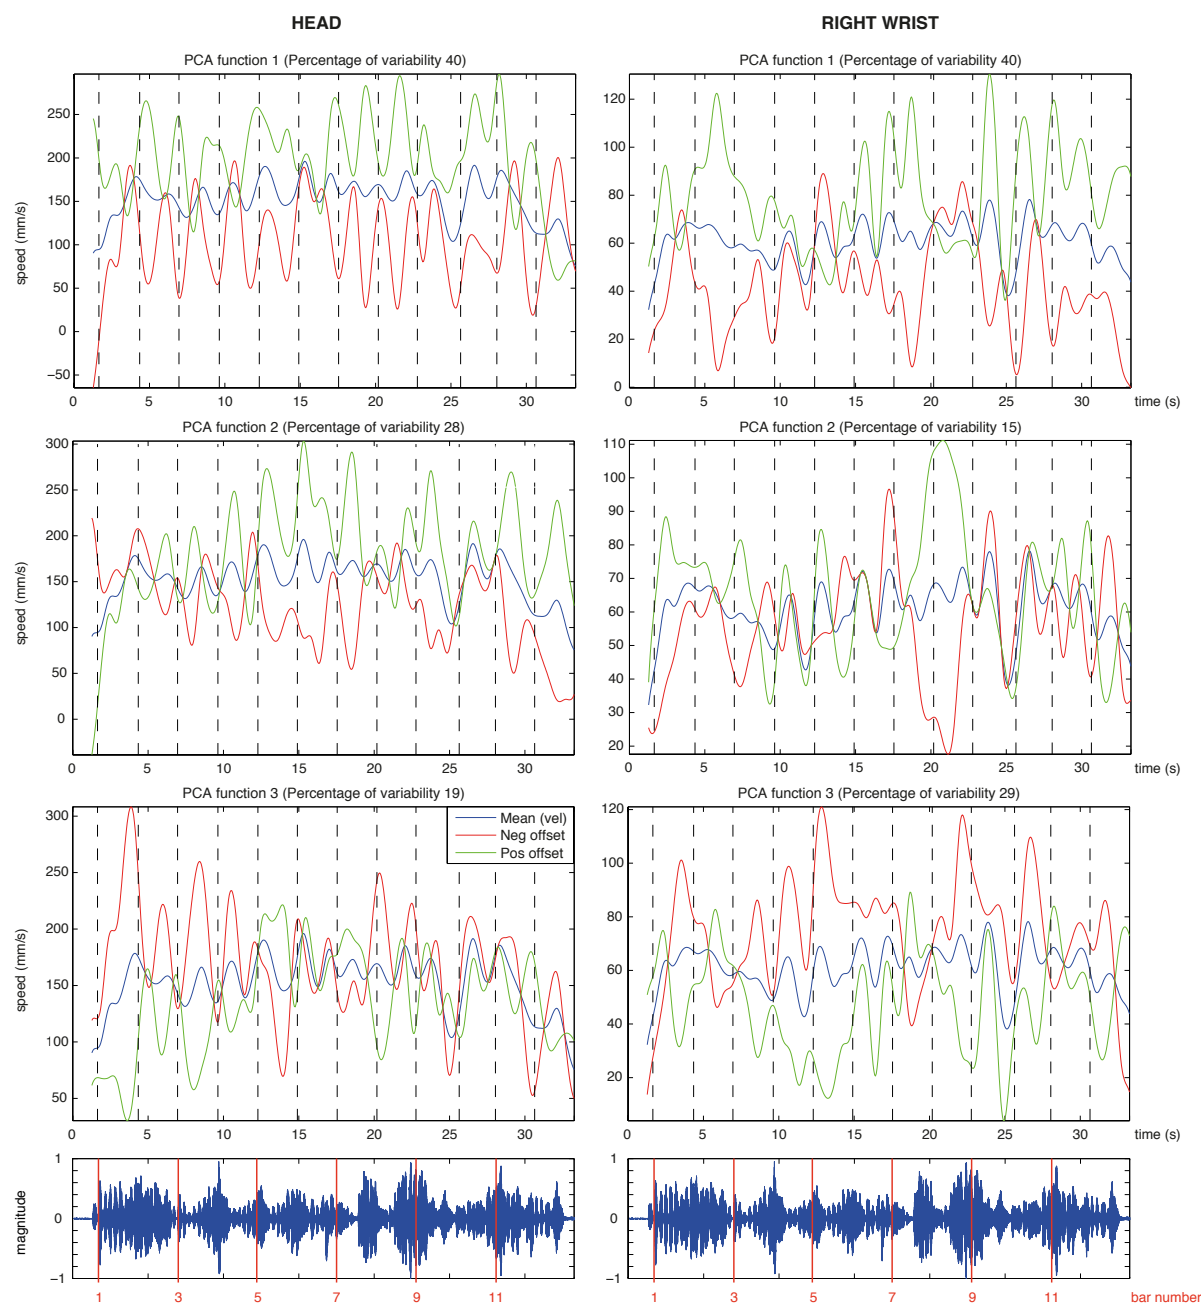 HEAD
RIGHT WRIST
PCA function 1 (Percentage of variability 40)
PCA function 1 (Percentage of variability 40)
250
200
150
100
50
0
−50
speed (mm/s)
120
100
80
60
40
20
0
0 5 10 15 20 25 30
0 5 10 15 20 25 30 time (s)
PCA function 2 (Percentage of variability 28)
PCA function 2 (Percentage of variability 15)
300
250
200
150
100
50
0
speed (mm/s)
110
100
90
80
70
60
50
40
30
20
0 5 10 15 20 25 30
0 5 10 15 20 25 30 time (s)
PCA function 3 (Percentage of variability 19)
PCA function 3 (Percentage of variability 29)
300
250
200
150
100
50
speed (mm/s)
Mean (vel)
Neg offset
Pos offset
120
100
80
60
40
20
0 5 10 15 20 25 30
0 5 10 15 20 25 30 time (s)
1
0
−1
magnitude
1
0
−1
1 3 5 7 9 11
1 3 5 7 9 11 bar number